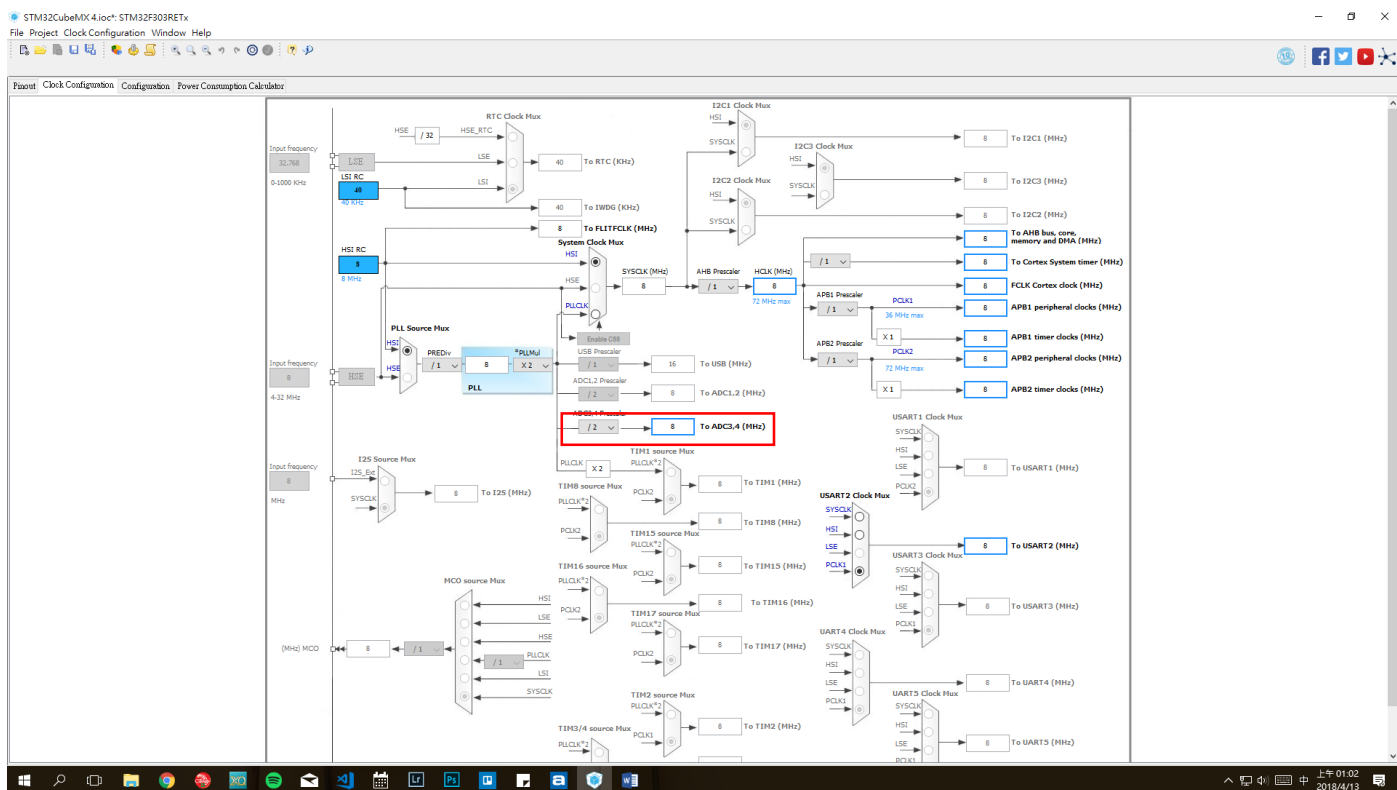 STM32CubeMX 4.ioc*: STM32F303RETx
File Project Clock Configuration Window Help
Pinout Clock Configuration Configuration Power Consumption Calculator
RTC Clock Mux
HSE
/ 32
HSE_RTC
Input frequency
32.768
0-1000 KHz
LSE
LSE
40
To RTC (KHz)
LSI RC
40
40 KHz
LSI
40
To IWDG (KHz)
8
To FLITFCLK (MHz)
I2C1 Clock Mux
HSI
SYSCLK
8
To I2C1 (MHz)
I2C3 Clock Mux
HSI
SYSCLK
8
To I2C3 (MHz)
I2C2 Clock Mux
HSI
SYSCLK
8
To I2C2 (MHz)
HSI RC
8
8 MHz
System Clock Mux
HSI
HSE
PLLCLK
Enable CSS
SYSCLK (MHz)
8
AHB Prescaler
/ 1
HCLK (MHz)
8
72 MHz max
8
To AHB bus, core,
memory and DMA (MHz)
/ 1
8
To Cortex System timer (MHz)
8
FCLK Cortex clock (MHz)
APB1 Prescaler
/ 1
PCLK1
36 MHz max
8
APB1 peripheral clocks (MHz)
X 1
8
APB1 timer clocks (MHz)
APB2 Prescaler
/ 1
PCLK2
72 MHz max
8
APB2 peripheral clocks (MHz)
X 1
8
APB2 timer clocks (MHz)
PLL Source Mux
HSI
HSE
Input frequency
8
4-32 MHz
HSE
PREDiv
/ 1
8
*PLLMul
X 2
PLL
USB Prescaler
/ 1
16
To USB (MHz)
ADC1,2 Prescaler
/ 2
8
To ADC1,2 (MHz)
ADC3,4 Prescaler
/ 2
8
To ADC3,4 (MHz)
Input frequency
8
MHz
I2S Source Mux
I2S_Ext
SYSCLK
8
To I2S (MHz)
PLLCLK
X 2
TIM1 source Mux
PLLCLK*2
PCLK2
8
To TIM1 (MHz)
TIM8 source Mux
PLLCLK*2
PCLK2
8
To TIM8 (MHz)
TIM15 source Mux
PLLCLK*2
PCLK2
8
To TIM15 (MHz)
TIM16 source Mux
PLLCLK*2
PCLK2
8
To TIM16 (MHz)
TIM17 source Mux
PLLCLK*2
PCLK2
8
To TIM17 (MHz)
TIM2 source Mux
PLLCLK*2
PCLK1
8
To TIM2 (MHz)
TIM3/4 source Mux
PLLCLK*2
MCO source Mux
HSI
LSE
HSE
PLLCLK
/ 1
LSI
SYSCLK
(MHz) MCO
8
/ 1
USART1 Clock Mux
SYSCLK
HSI
LSE
PCLK2
8
To USART1 (MHz)
USART2 Clock Mux
SYSCLK
HSI
LSE
PCLK1
8
To USART2 (MHz)
USART3 Clock Mux
SYSCLK
HSI
LSE
PCLK1
8
To USART3 (MHz)
UART4 Clock Mux
SYSCLK
HSI
LSE
PCLK1
8
To UART4 (MHz)
UART5 Clock Mux
SYSCLK
HSI
LSE
PCLK1
8
To UART5 (MHz)
Lr
Ps
中
上午 01:02
2018/4/13